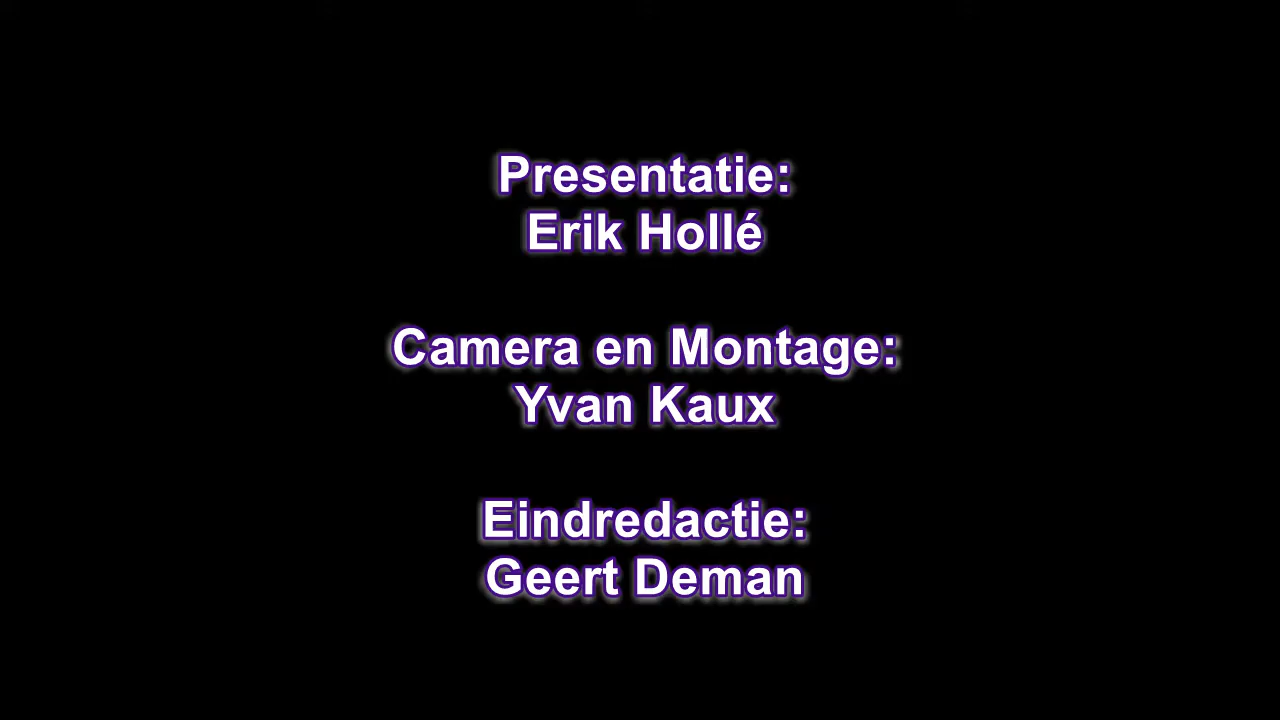 Presentatie:
Erik Hollé
Camera en Montage:
Yvan Kaux
Eindredactie:
Geert Deman